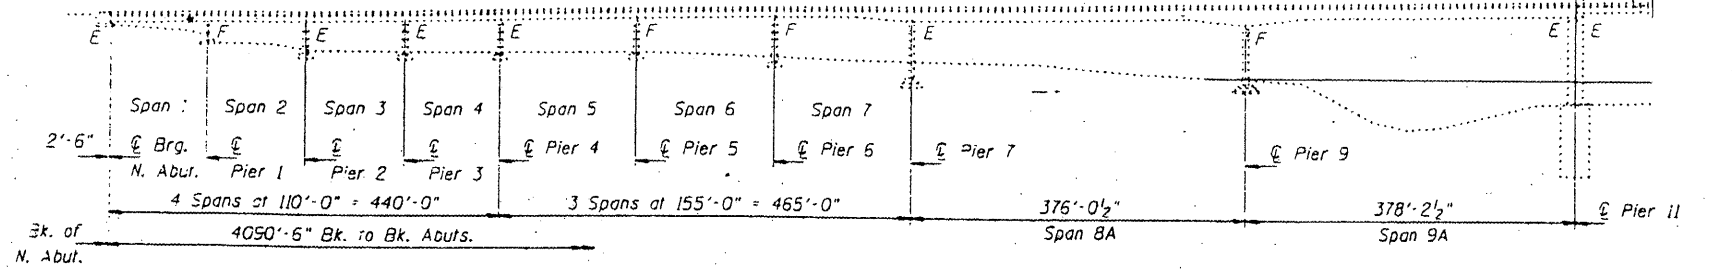 E F E E E F F E F E E
Span 1 Span 2 Span 3 Span 4 Span 5 Span 6 Span 7
2'-6" ℄ Brg. ℄ ℄ ℄ ℄ Pier 4 ℄ Pier 5 ℄ Pier 6 ℄ Pier 7 ℄ Pier 9
N. Abut. Pier 1 Pier 2 Pier 3
4 Spans at 110'-0" = 440'-0" 3 Spans at 155'-0" = 465'-0" 376'-0½" 378'-2½" ℄ Pier 11
Bk. of 4090'-6" Bk. to Bk. Abuts. Span 8A Span 9A
N. Abut.